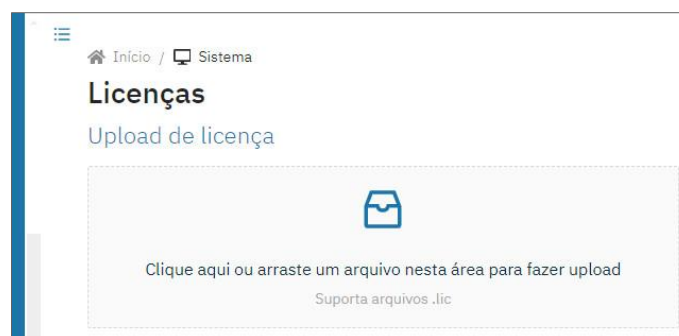 Início / Sistema
Licenças
Upload de licença
Clique aqui ou arraste um arquivo nesta área para fazer upload
Suporta arquivos .lic